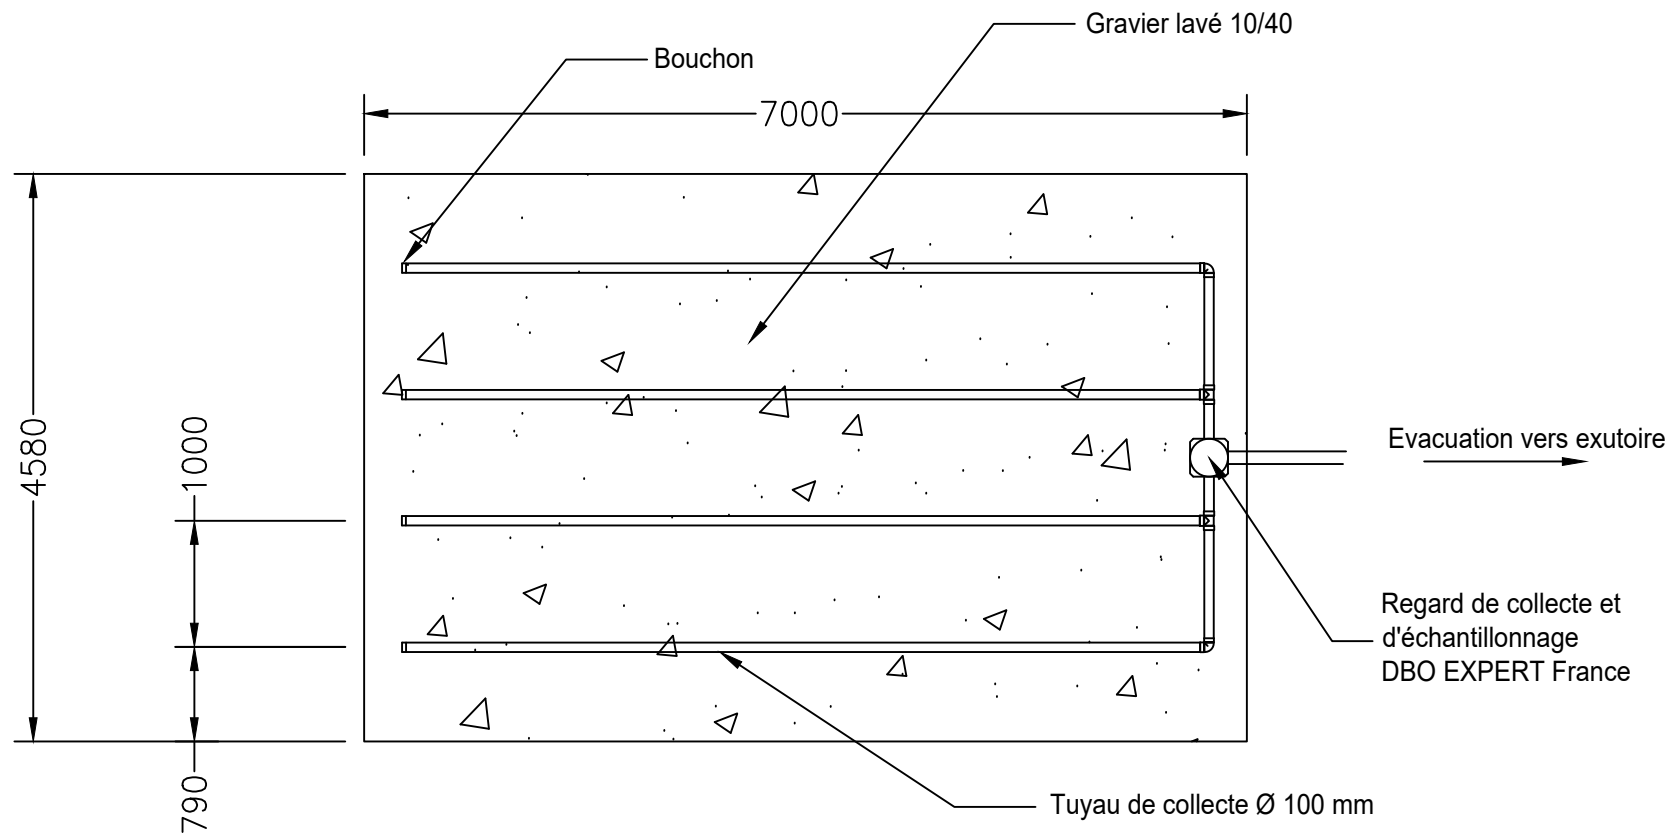 Gravier lavé 10/40
Bouchon
7000
4580
1000
790
Evacuation vers exutoire
Regard de collecte et
d'échantillonnage
DBO EXPERT France
Tuyau de collecte Ø 100 mm